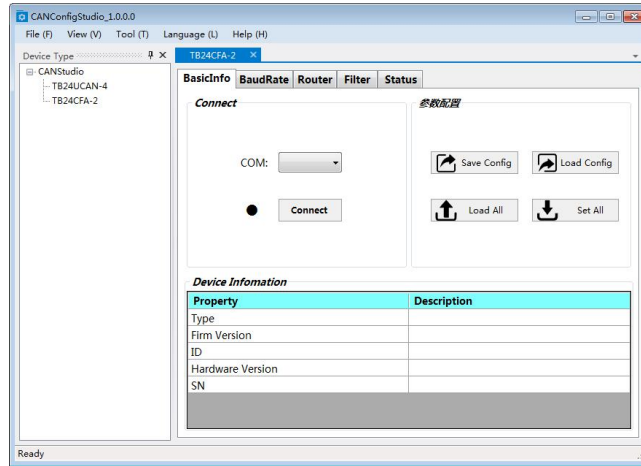 CANConfigStudio_1.0.0.0
File (F) View (V) Tool (T) Language (L) Help (H)
Device Type
TB24CFA-2
CANStudio
TB24UCAN-4
TB24CFA-2
BasicInfo BaudRate Router Filter Status
Connect
COM:
Connect
参数配置
Save Config Load Config
Load All Set All
Device Infomation
Property Description
Type
Firm Version
ID
Hardware Version
SN
Ready